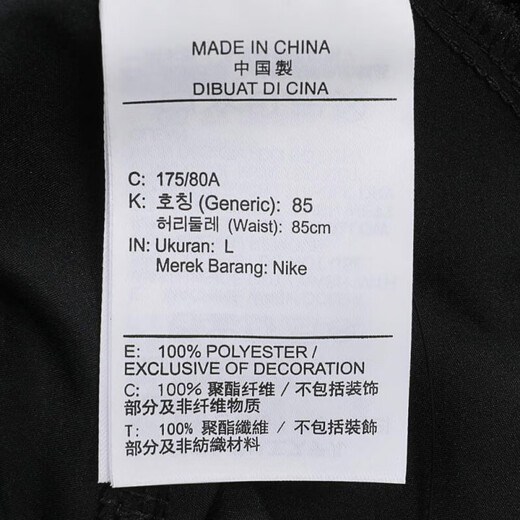 MADE IN CHINA
中国製
DIBUAT DI CINA
C: 175/80A
K: 호칭 (Generic): 85
허리둘레 (Waist): 85cm
IN: Ukuran: L
Merek Barang: Nike
E: 100% POLYESTER /
EXCLUSIVE OF DECORATION
C: 100% 聚酯纤维 / 不包括装饰
部分及非纤维物质
T: 100% 聚酯纖維 / 不包括裝飾
部分及非紡織材料